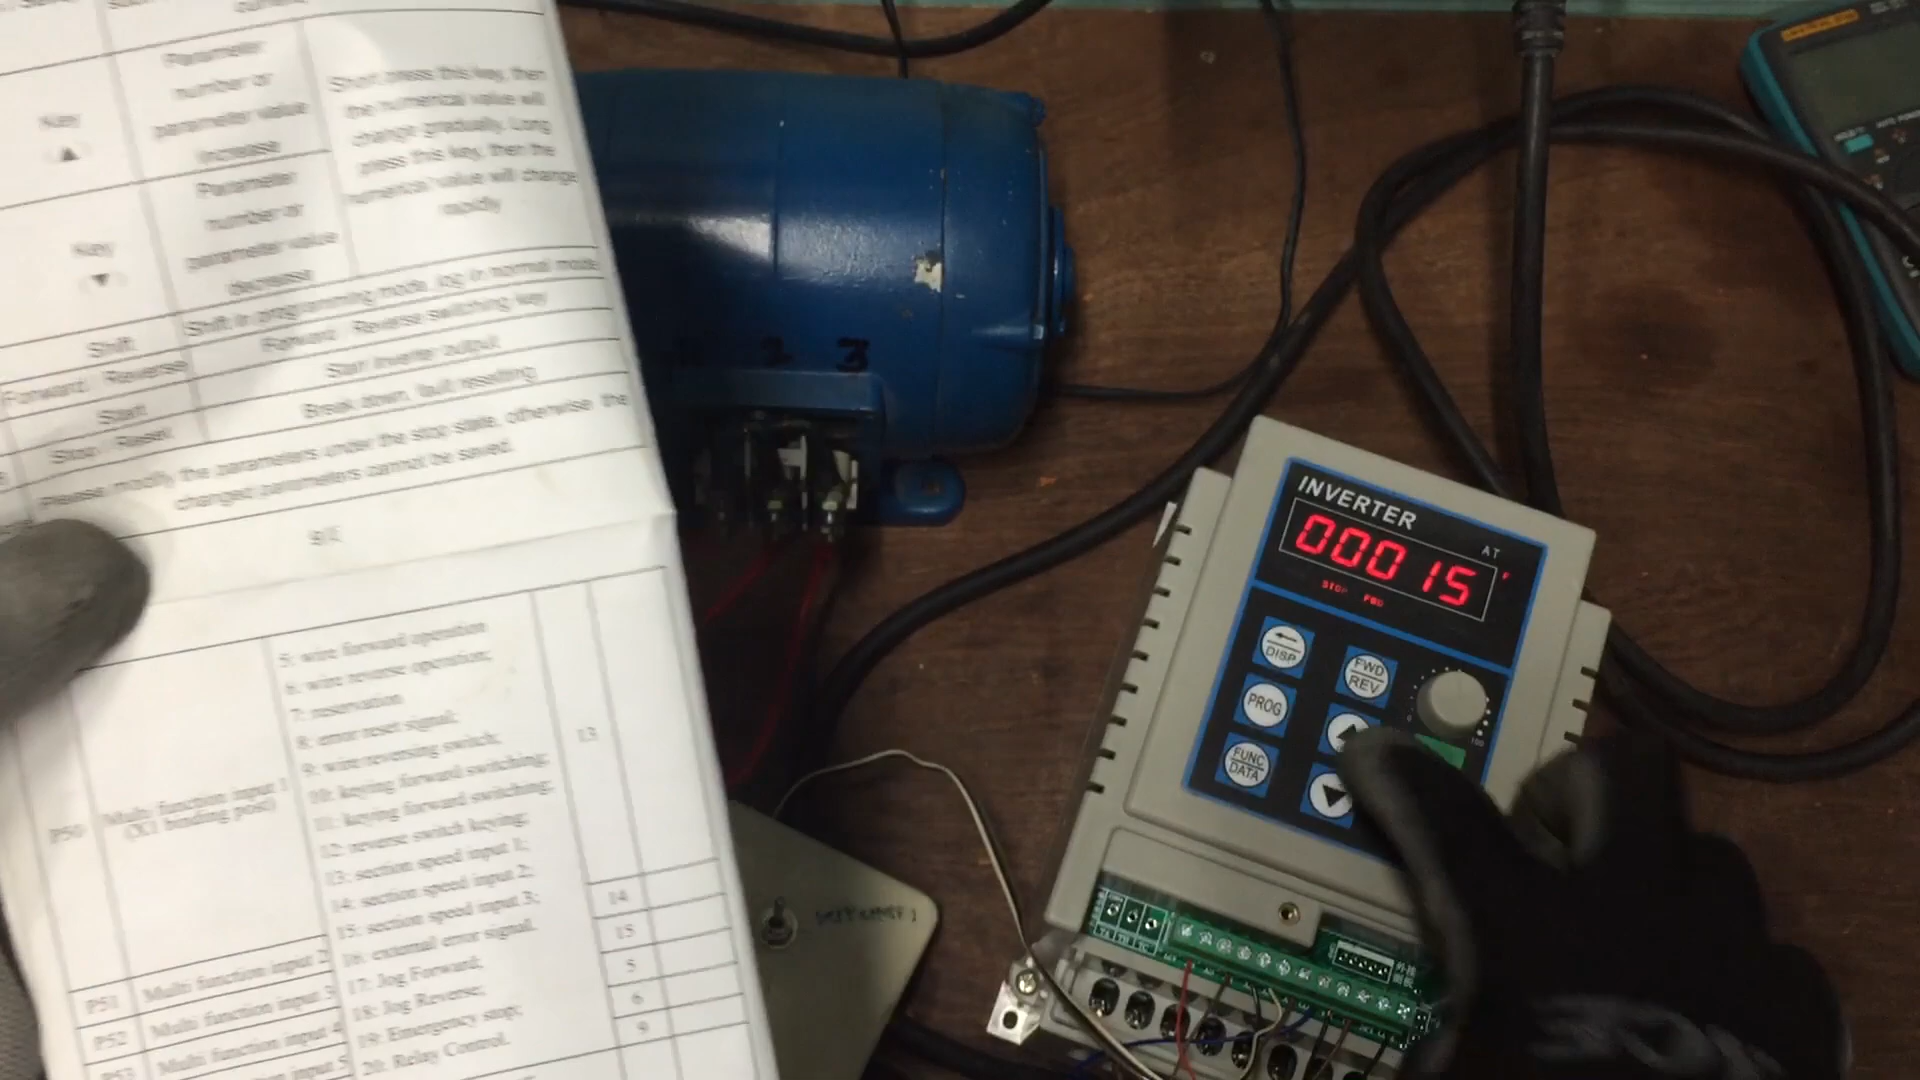 Key
▲
Parameter
number or
parameter value
increase
Short press this key, then
the numerical value will
change gradually. Long
press this key, then the
numerical value will change
rapidly
Key
▼
Parameter
number or
parameter value
decrease
Shift
Shift in programming mode, jog in normal mode
Forward / Reverse
Forward / Reverse switching key
Start
Start inverter output
Stop / Reset
Break down, fault resetting
Please modify the parameters under the stop state, otherwise the
changed parameters cannot be saved.
P50
Multi function input 1
(X1 binding post)
5: wire forward operation
6: wire reverse operation;
7: reservation
8: error reset signal;
9: wire reversing switch;
10: keying forward switching;
11: keying forward switching;
12: reverse switch keying;
13: section speed input 1;
14: section speed input 2;
15: section speed input 3;
16: external error signal.
17: Jog Forward;
18: Jog Reverse;
19: Emergency stop;
20: Relay Control.
13
P51
Multi function input 2
14
P52
Multi function input 3
15
P53
Multi function input 4
5
6
9
2 3
INVERTER
AT
00015
STOP FWD
DISP
FWD
REV
PROG
FUNC
DATA
100